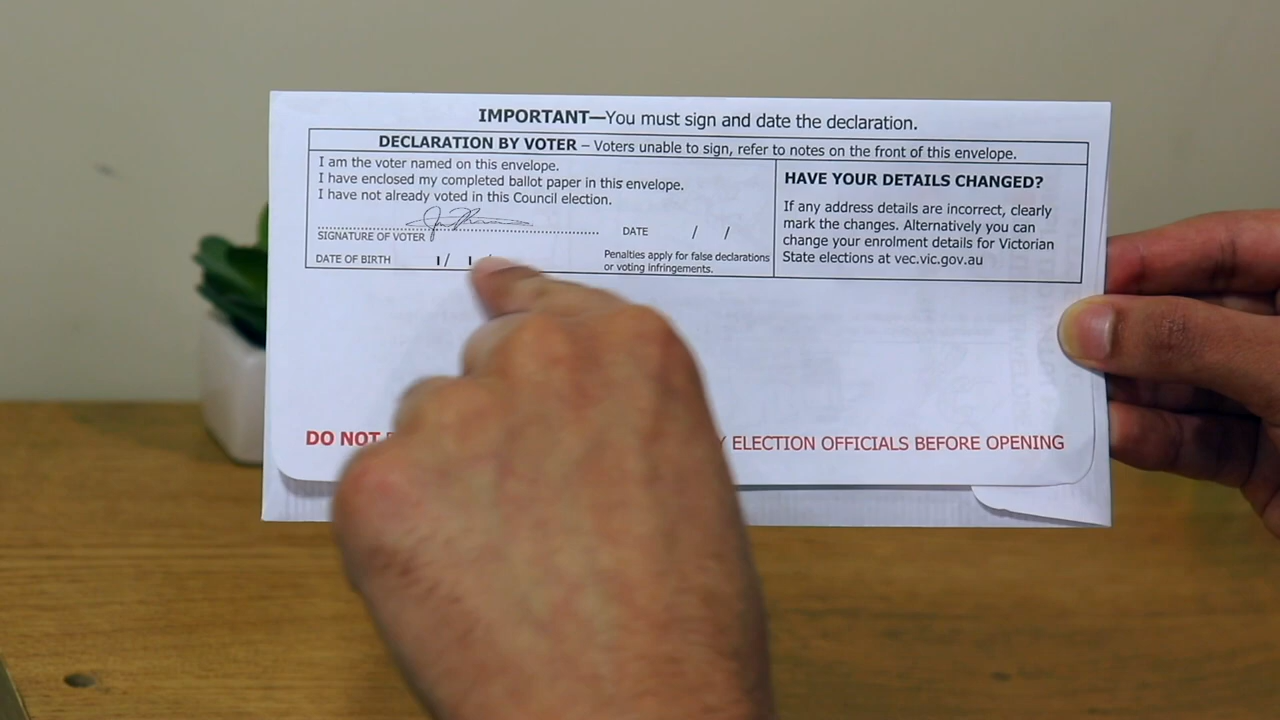 IMPORTANT—You must sign and date the declaration.
DECLARATION BY VOTER – Voters unable to sign, refer to notes on the front of this envelope.
I am the voter named on this envelope.
I have enclosed my completed ballot paper in this envelope.
I have not already voted in this Council election.
SIGNATURE OF VOTER
DATE / /
DATE OF BIRTH 1/ 1
Penalties apply for false declarations
or voting infringements.
HAVE YOUR DETAILS CHANGED?
If any address details are incorrect, clearly
mark the changes. Alternatively you can
change your enrolment details for Victorian
State elections at vec.vic.gov.au
DO NOT ELECTION OFFICIALS BEFORE OPENING